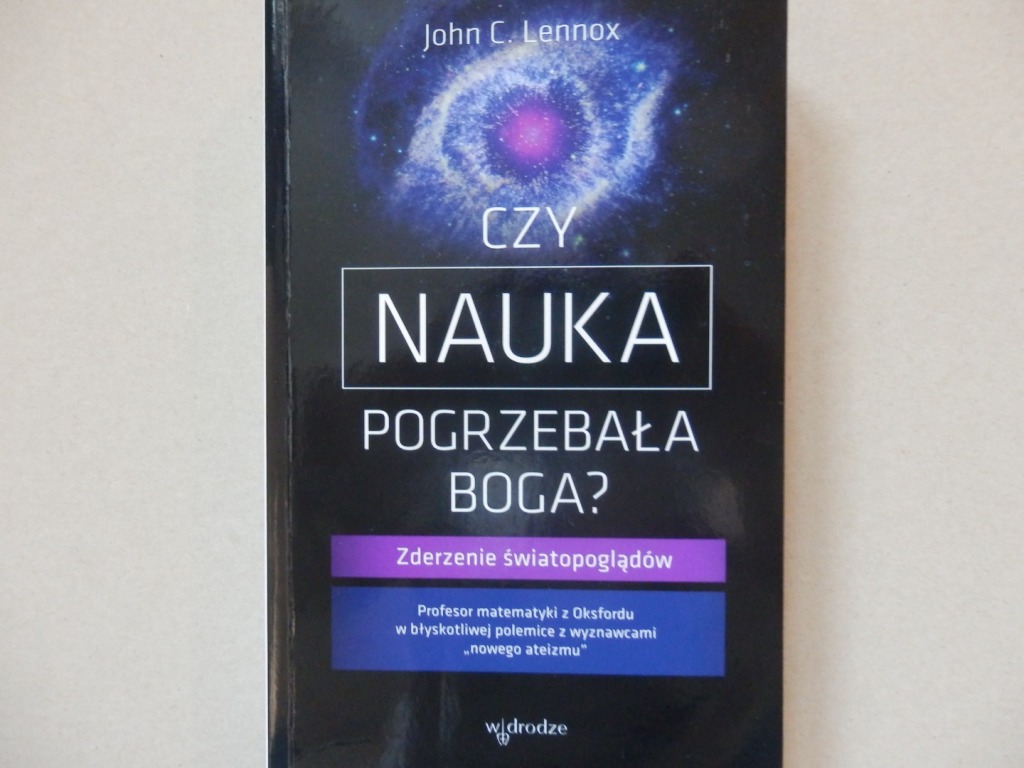 John C. Lennox
CZY
NAUKA
POGRZEBAŁA
BOGA?
Zderzenie światopoglądów
Profesor matematyki z Oksfordu
w błyskotliwej polemice z wyznawcami
„nowego ateizmu”
w drodze